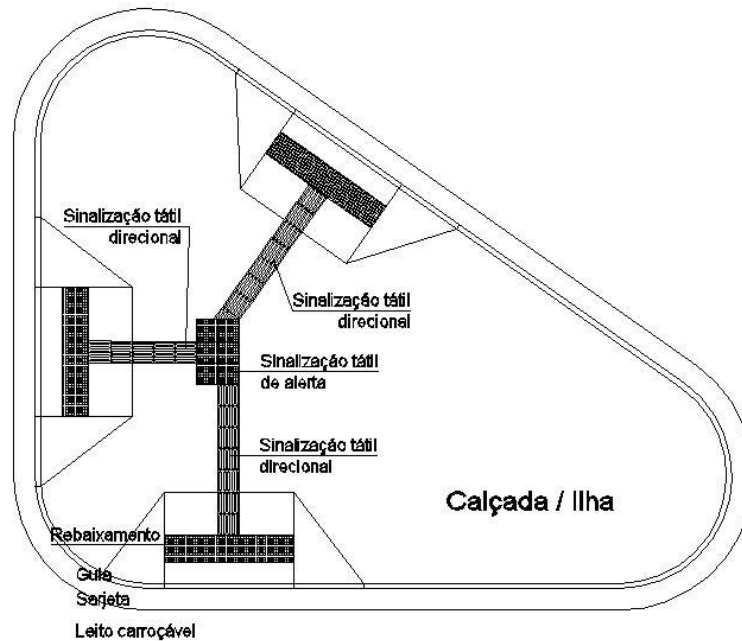 Sinalização tátil
direcional
Sinalização tátil
direcional
Sinalização tátil
de alerta
Sinalização tátil
direcional
Calçada / Ilha
Rebaixamento
Guia
Sarjeta
Leito carroçável